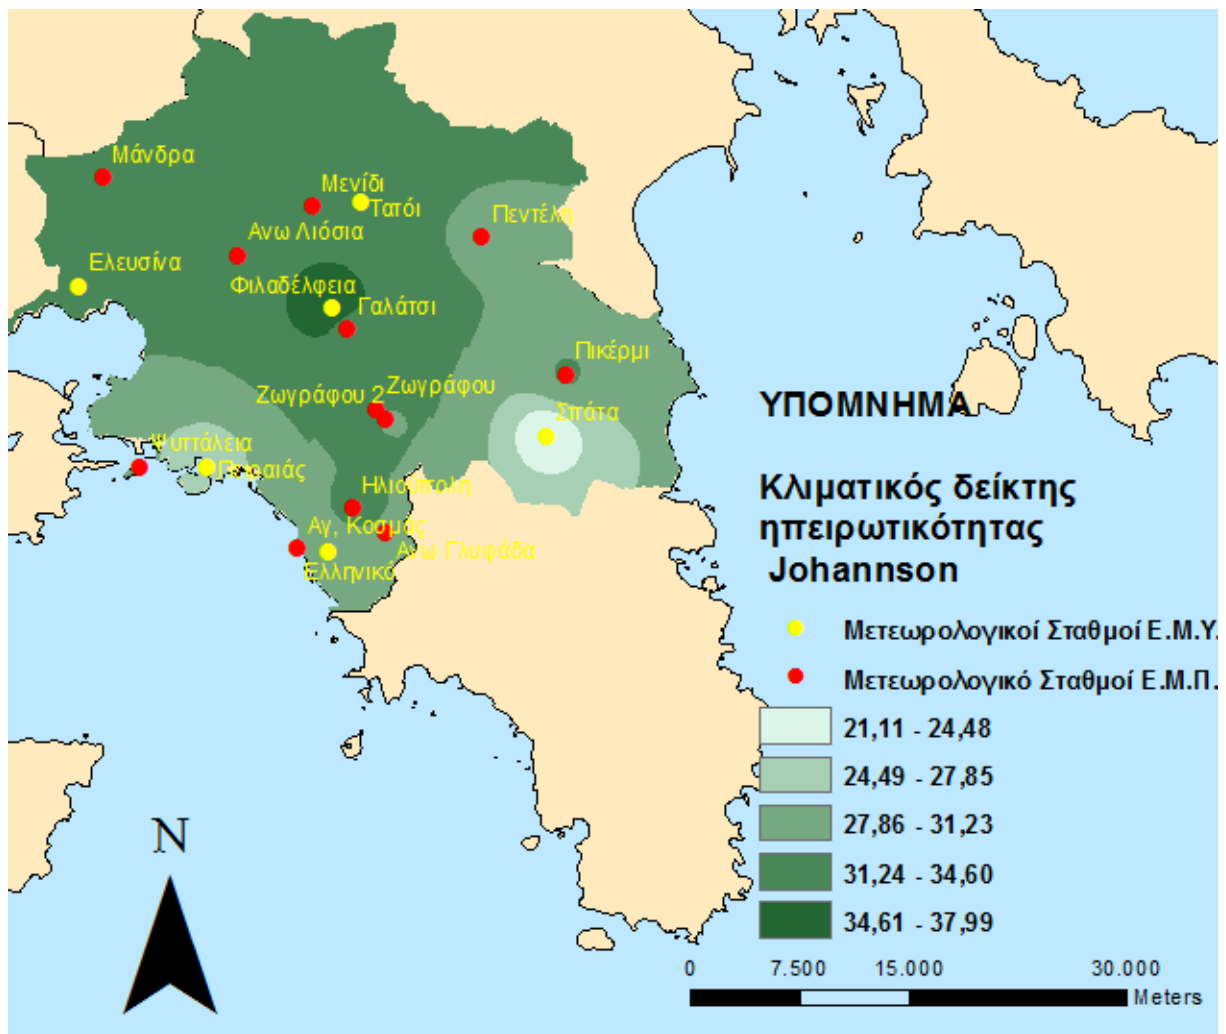 Μάνδρα
Μενίδι
Τατόι
Πεντέλη
Ανω Λιόσια
Ελευσίνα
Φιλαδέλφεια
Γαλάτσι
Πικέρμι
Ζωγράφου 2
Ζωγράφου
Σπάτα
ΥΠΟΜΝΗΜΑ
Ψυττάλεια
Πειραιάς
Ηλιούπολη
Κλιματικός δείκτης
ηπειρωτικότητας
Johannson
Αγ, Κοσμάς
Ανω Γλυφάδα
Ελληνικό
Μετεωρολογικοί Σταθμοί Ε.Μ.Υ.
Μετεωρολογικό Σταθμοί Ε.Μ.Π.
21,11 - 24,48
24,49 - 27,85
27,86 - 31,23
31,24 - 34,60
34,61 - 37,99
N
0 7.500 15.000 30.000
Meters